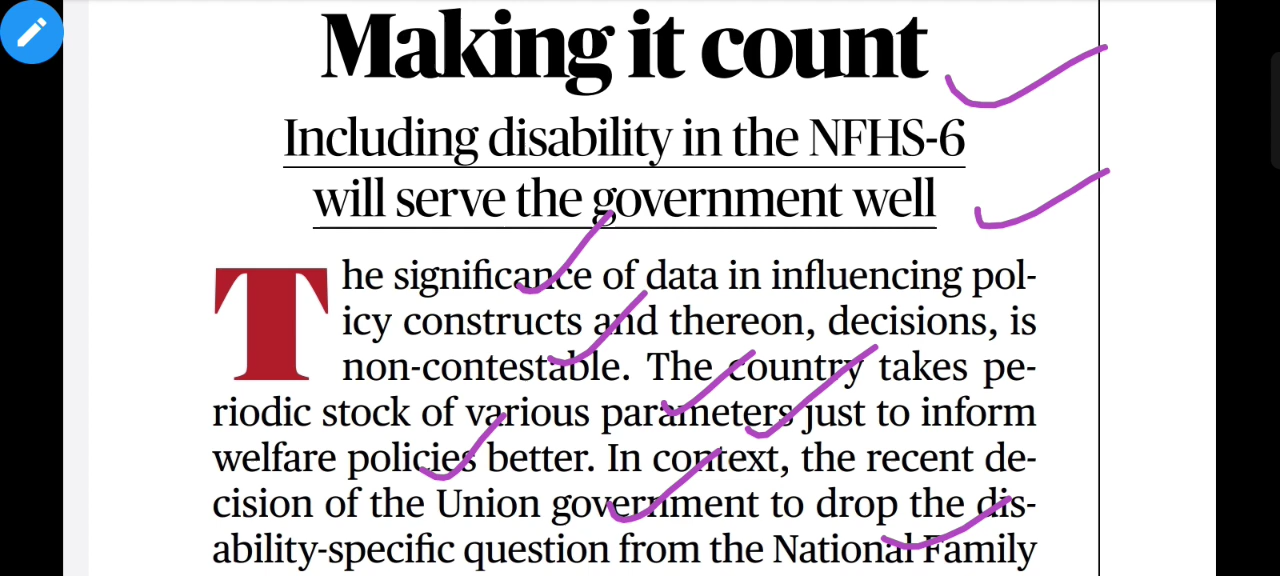 Making it count
Including disability in the NFHS-6
will serve the government well
The significance of data in influencing pol-
icy constructs and thereon, decisions, is
non-contestable. The country takes pe-
riodic stock of various parameters just to inform
welfare policies better. In context, the recent de-
cision of the Union government to drop the dis-
ability-specific question from the National Family